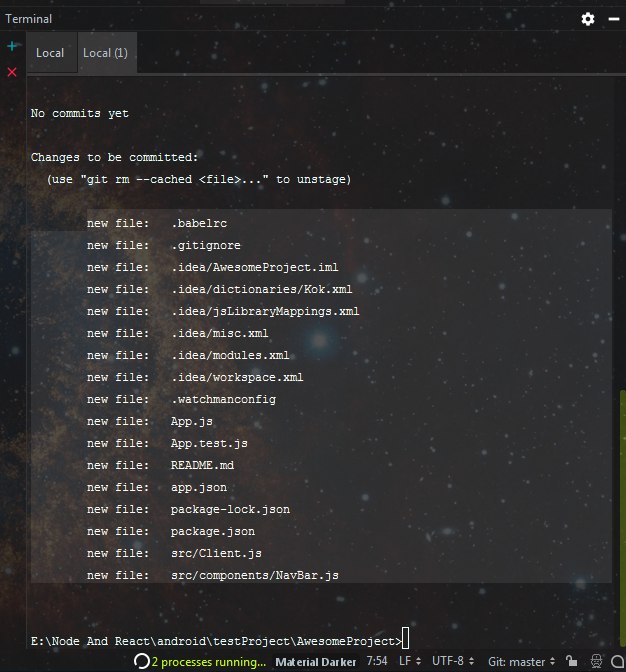 Terminal
Local
Local (1)
No commits yet
Changes to be committed:
(use "git rm --cached <file>..." to unstage)
new file:   .babelrc
new file:   .gitignore
new file:   .idea/AwesomeProject.iml
new file:   .idea/dictionaries/Kok.xml
new file:   .idea/jsLibraryMappings.xml
new file:   .idea/misc.xml
new file:   .idea/modules.xml
new file:   .idea/workspace.xml
new file:   .watchmanconfig
new file:   App.js
new file:   App.test.js
new file:   README.md
new file:   app.json
new file:   package-lock.json
new file:   package.json
new file:   src/Client.js
new file:   src/components/NavBar.js
E:\Node And React\android\testProject\AwesomeProject>
2 processes running... Material Darker 7:54 LF UTF-8 Git: master